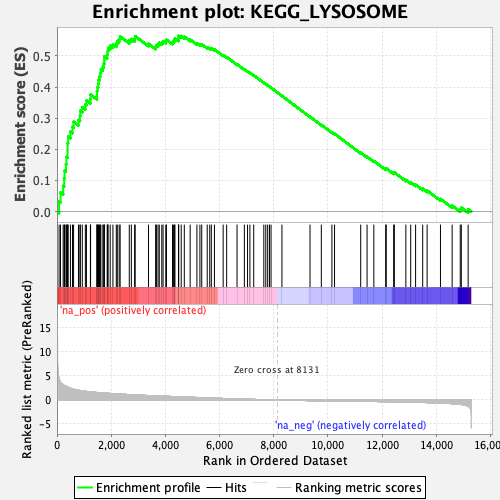 Enrichment plot: KEGG_LYSOSOME
Enrichment score (ES)
0.5
0.4
0.3
0.2
0.1
0.0
'na_pos' (positively correlated)
Ranked list metric (PreRanked)
15
10
5
0
-5
Zero cross at 8131
'na_neg' (negatively correlated)
0
2,000
4,000
6,000
8,000
10,000
12,000
14,000
16,000
Rank in Ordered Dataset
Enrichment profile
Hits
Ranking metric scores